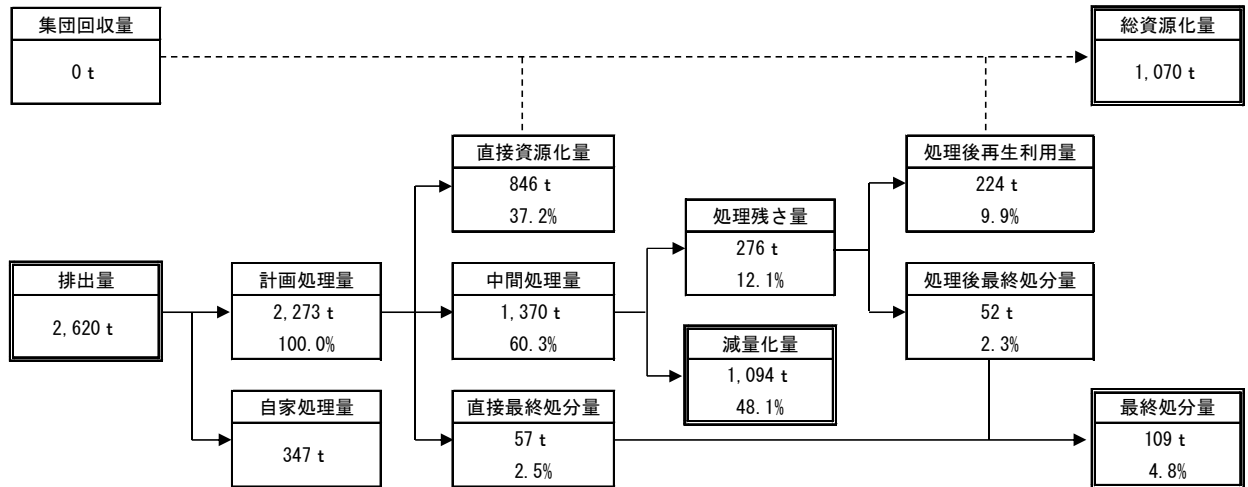 集団回収量
0 t
総資源化量
1,070 t
直接資源化量
846 t
37.2%
処理後再生利用量
224 t
9.9%
処理残さ量
276 t
12.1%
排出量
2,620 t
計画処理量
2,273 t
100.0%
中間処理量
1,370 t
60.3%
処理後最終処分量
52 t
2.3%
減量化量
1,094 t
48.1%
自家処理量
347 t
直接最終処分量
57 t
2.5%
最終処分量
109 t
4.8%